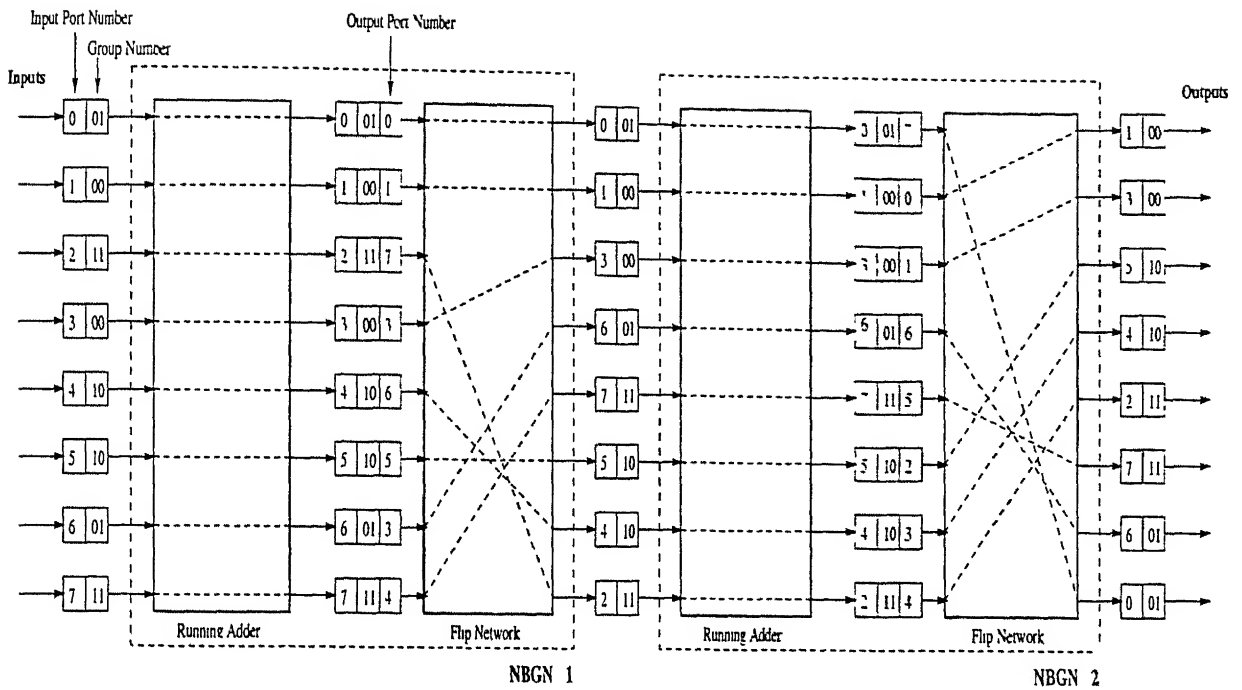 Input Port Number
Output Port Number
Group Number
Inputs
Outputs
0 01
0 01 0
0 01
3 01
1 00
1 00
1 00 1
1 00
00 0
3 00
2 11
2 11 7
3 00
00 1
5 10
3 00
3 00 3
6 01
6 01 6
4 10
4 10
4 10 6
7 11
11 5
2 11
5 10
5 10 5
5 10
5 10 2
7 11
6 01
6 01 3
4 10
4 10 3
6 01
7 11
7 11 4
2 11
2 11 4
0 01
Running Adder
Flip Network
Running Adder
Flip Network
NBGN 1
NBGN 2